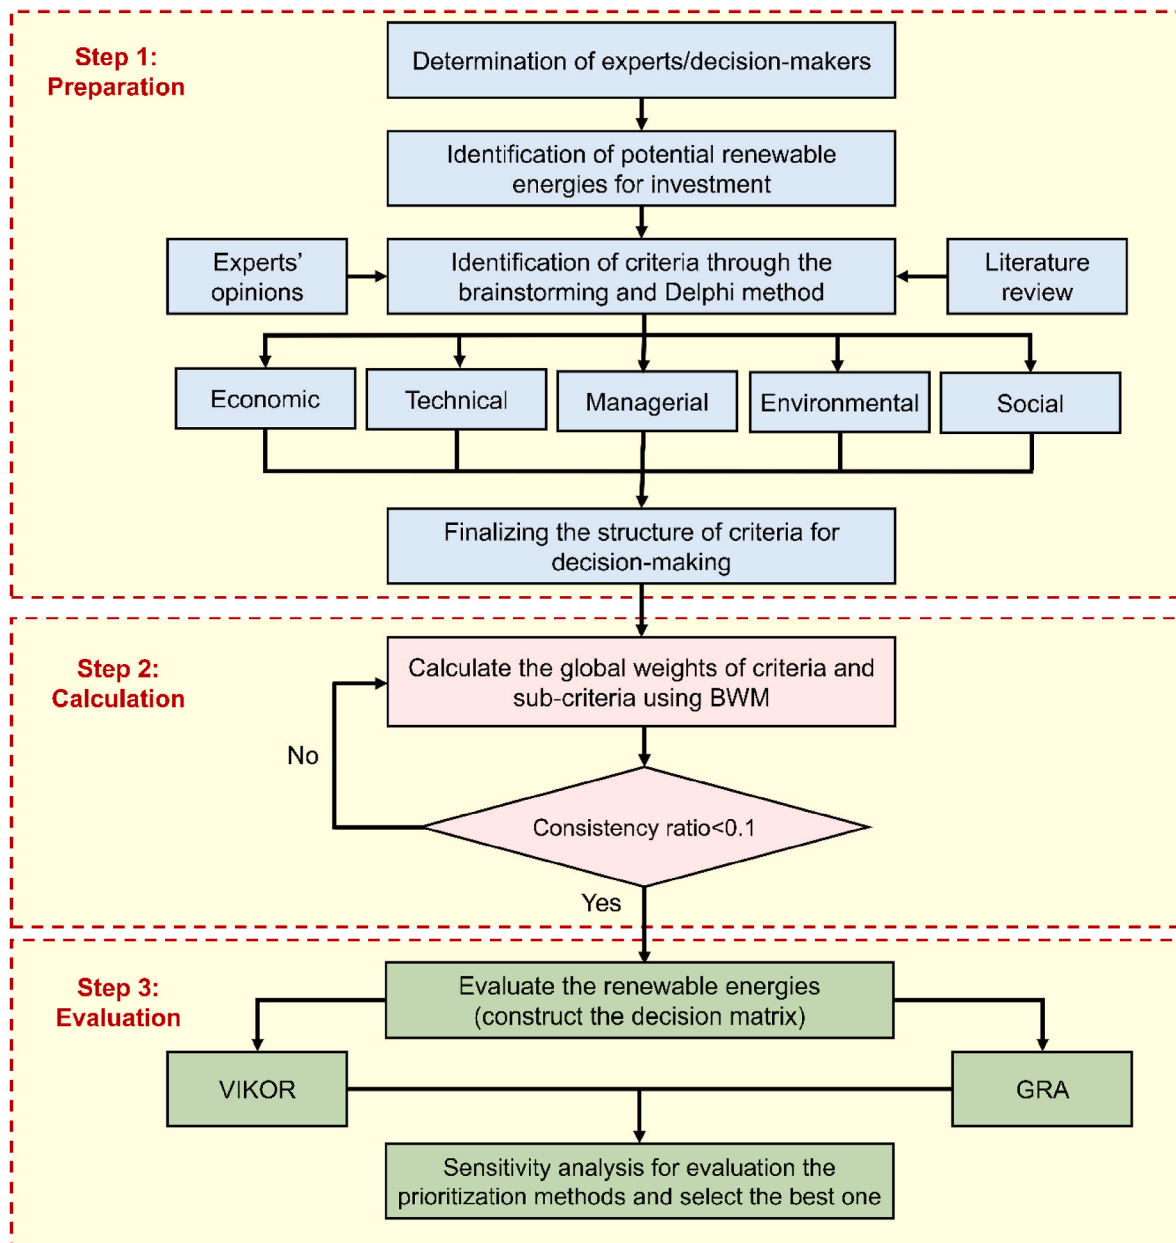 Step 1:
Preparation
Determination of experts/decision-makers
Identification of potential renewable
energies for investment
Experts’
opinions
Identification of criteria through the
brainstorming and Delphi method
Literature
review
Economic
Technical
Managerial
Environmental
Social
Finalizing the structure of criteria for
decision-making
Step 2:
Calculation
Calculate the global weights of criteria and
sub-criteria using BWM
No
Consistency ratio<0.1
Yes
Step 3:
Evaluation
Evaluate the renewable energies
(construct the decision matrix)
VIKOR
GRA
Sensitivity analysis for evaluation the
prioritization methods and select the best one